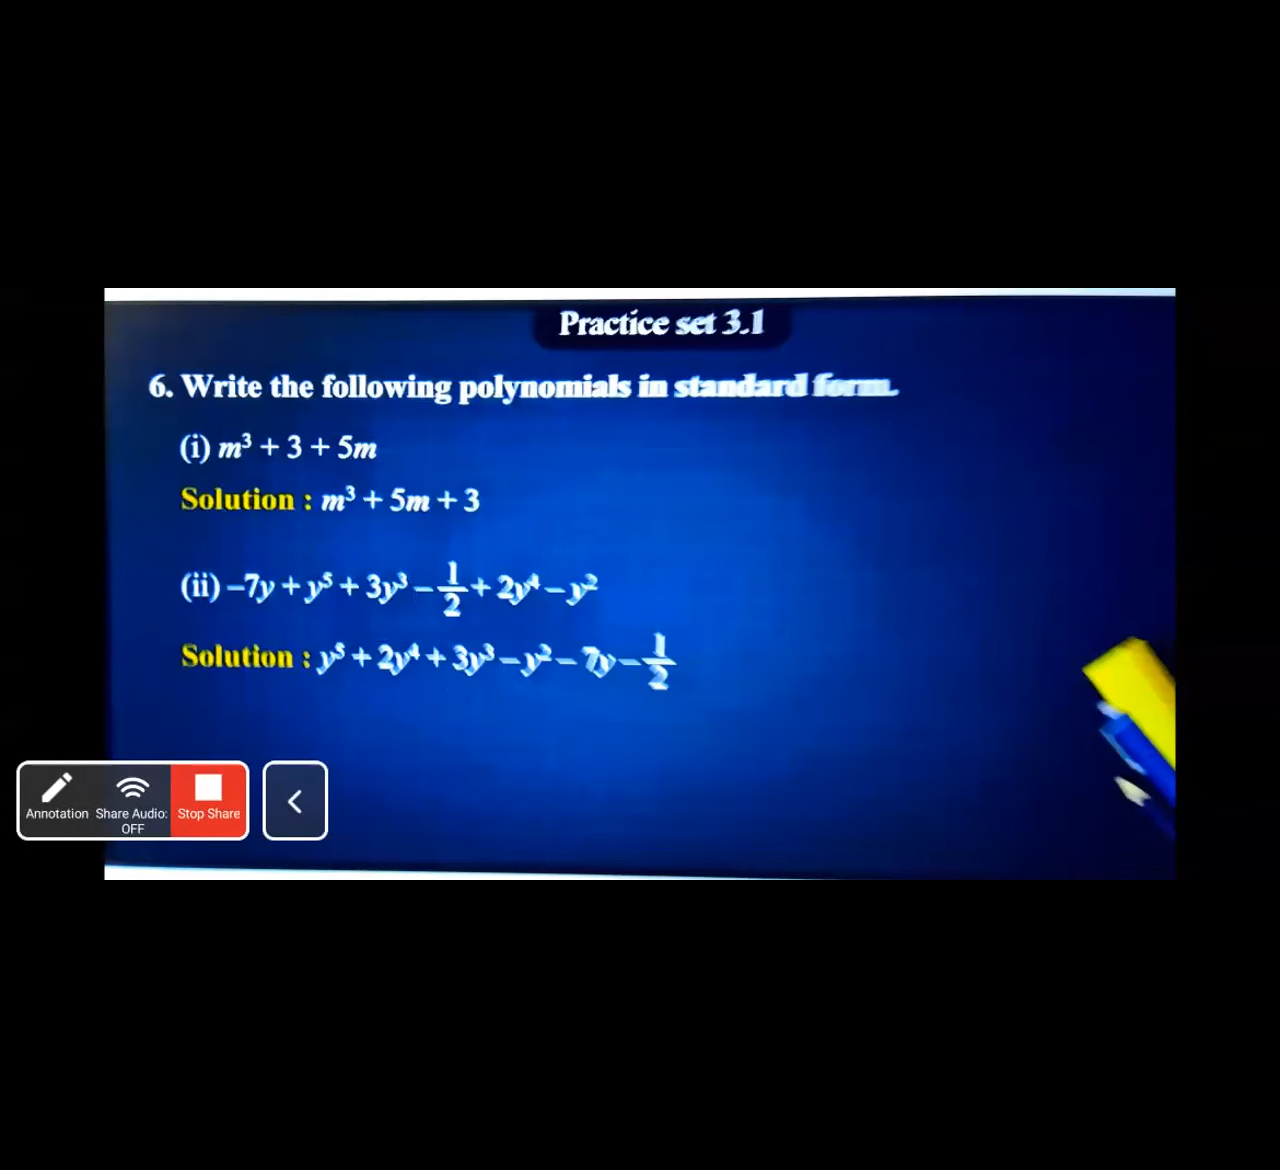 Practice set 3.1
6. Write the following polynomials in standard form.
(i) m³ + 3 + 5m
Solution : m³ + 5m + 3
(ii) –7y + y⁵ + 3y³ – 1/2 + 2y⁴ – y²
Solution : y⁵ + 2y⁴ + 3y³ – y² – 7y – 1/2
Annotation Share Audio: OFF Stop Share